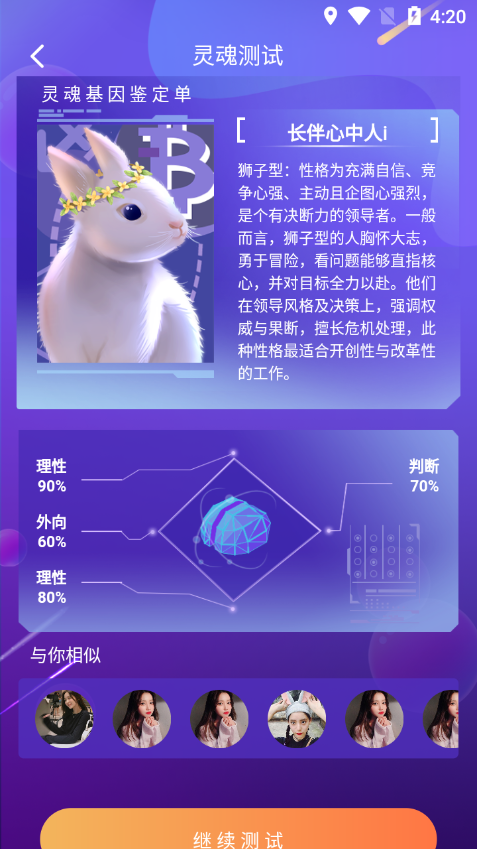 4:20
灵魂测试
灵魂基因鉴定单
长伴心中人i
狮子型：性格为充满自信、竞
争心强、主动且企图心强烈，
是个有决断力的领导者。一般
而言，狮子型的人胸怀大志，
勇于冒险，看问题能够直指核
心，并对目标全力以赴。他们
在领导风格及决策上，强调权
威与果断，擅长危机处理，此
种性格最适合开创性与改革性
的工作。
理性
90%
判断
70%
外向
60%
理性
80%
与你相似
继续测试